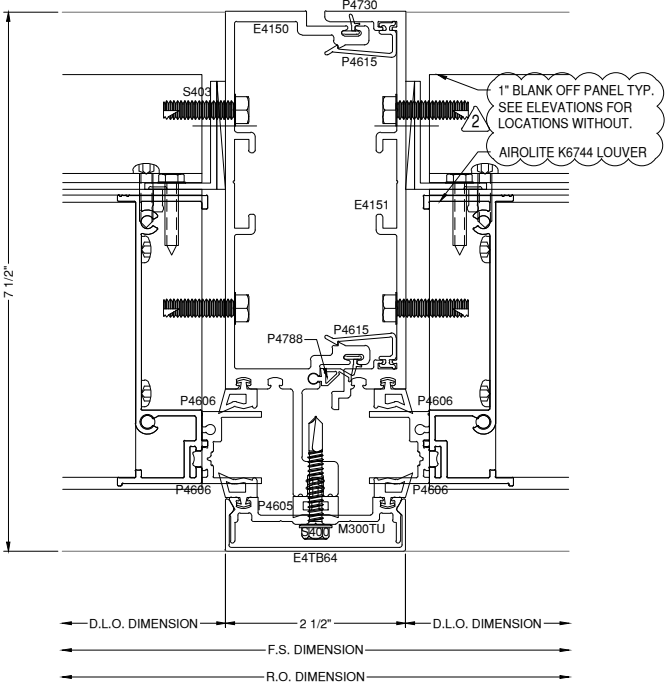 P4730
E4150
P4615
S403
1" BLANK OFF PANEL TYP.
SEE ELEVATIONS FOR
LOCATIONS WITHOUT.
2
AIROLITE K6744 LOUVER
E4151
7 1/2"
P4615
P4788
P4606
P4606
P4606
P4606
P4605
S400
M300TU
E4TB64
D.L.O. DIMENSION
2 1/2"
D.L.O. DIMENSION
F.S. DIMENSION
R.O. DIMENSION